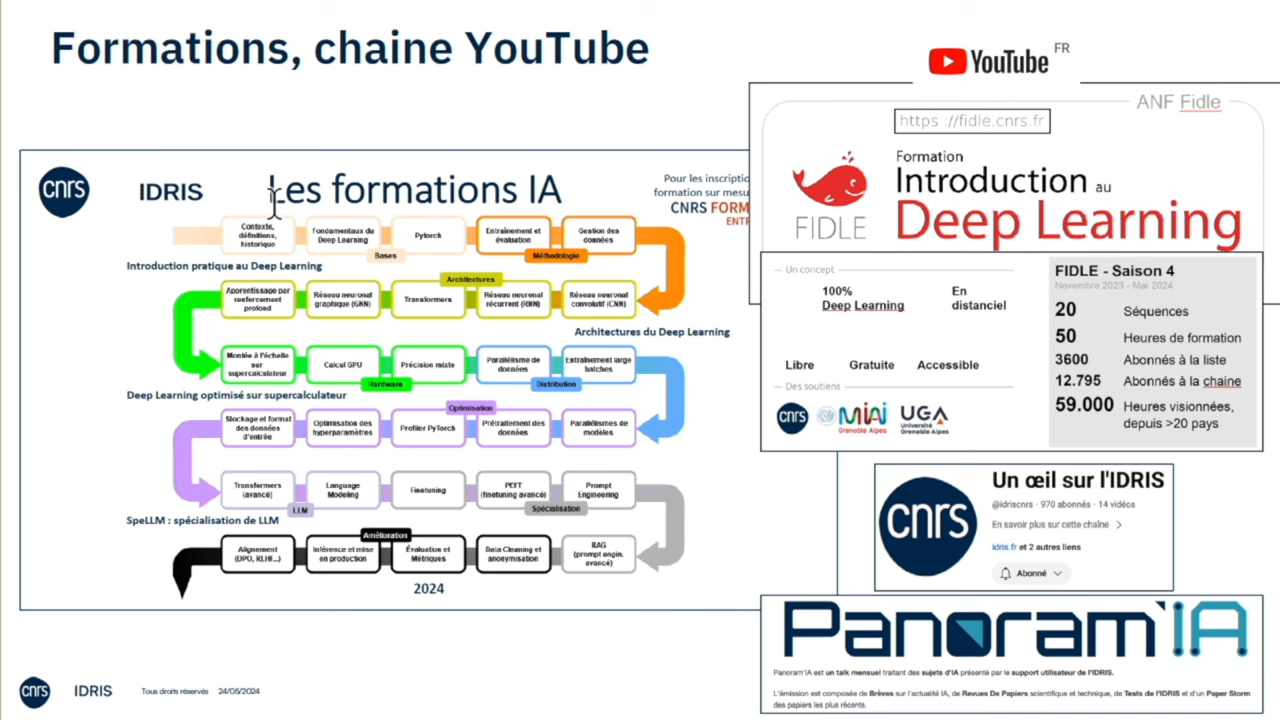 Formations, chaine YouTube
YouTube FR
ANF Fidle
https ://fidle.cnrs.fr
Formation
Introduction au
Deep Learning
FIDLE
cnrs
IDRIS
Les formations IA
Pour les inscriptio
formation sur mesu
CNRS FORM
ENTR
Contexte,
définitions,
historique
Fondamentaux du
Deep Learning
Pytorch
Entraînement et
évaluation
Gestion des
données
Bases
Méthodologie
Introduction pratique au Deep Learning
Architectures
Apprentissage par
renforcement
profond
Réseau neuronal
graphique (GNN)
Transformers
Réseau neuronal
récurrent (RNN)
Réseau neuronal
convolutif (CNN)
Architectures du Deep Learning
Montée à l'échelle
sur
supercalculateur
Calcul GPU
Précision mixte
Parallélisme de
données
Entraînement large
batches
Hardware
Distribution
Deep Learning optimisé sur supercalculateur
Optimisation
Stockage et format
des données
d'entrée
Optimisation des
hyperparamètres
Profiler PyTorch
Prétraitement des
données
Parallélismes de
modèles
Transformers
(avancé)
Language
Modeling
Finetuning
PEFT
(finetuning avancé)
Prompt
Engineering
LLM
Spécialisation
SpeLLM : spécialisation de LLM
Amélioration
Alignement
(DPO, RLHF...)
Inférence et mise
en production
Évaluation et
Métriques
Data Cleaning et
anonymisation
RAG
(prompt engin.
avancé)
2024
Un concept
100%
Deep Learning
En
distanciel
Libre Gratuite Accessible
Des soutiens
cnrs
MIAI
Grenoble Alpes
UGA
Université
Grenoble Alpes
FIDLE - Saison 4
Novembre 2023 - Mai 2024
20 Séquences
50 Heures de formation
3600 Abonnés à la liste
12.795 Abonnés à la chaine
59.000 Heures visionnées,
depuis >20 pays
cnrs
Un œil sur l'IDRIS
@idriscnrs · 970 abonnés · 14 vidéos
En savoir plus sur cette chaîne
idris.fr et 2 autres liens
Abonné
Panoram'IA
Panoram'IA est un talk mensuel traitant des sujets d'IA présenté par le support utilisateur de l'IDRIS.
L'émission est composée de Brèves sur l'actualité IA, de Revues De Papiers scientifique et technique, de Tests de l'IDRIS et d'un Paper Storm
des papiers les plus récents.
cnrs
IDRIS
Tous droits réservés 24/05/2024